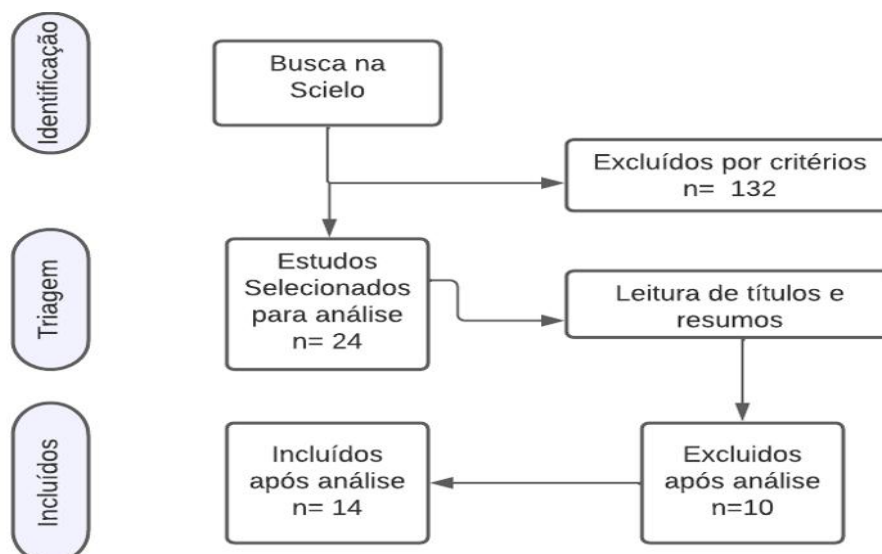 Identificação
Busca na
Scielo
Excluídos por critérios
n= 132
Triagem
Estudos
Selecionados
para análise
n= 24
Leitura de títulos e
resumos
Incluídos
Incluídos
após análise
n= 14
Excluidos
após análise
n=10